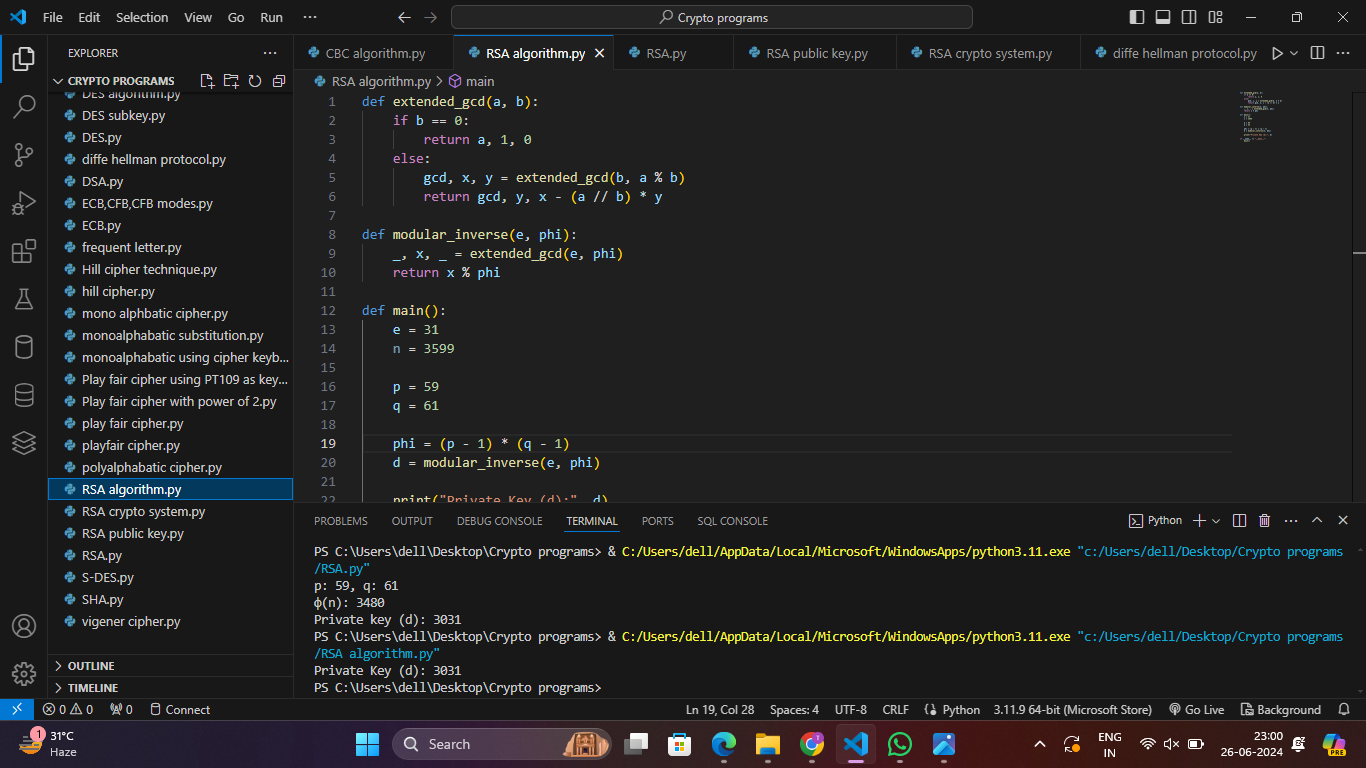 File Edit Selection View Go Run ··· Crypto programs
EXPLORER ···
CRYPTO PROGRAMS
DES algorithm.py
DES subkey.py
DES.py
diffe hellman protocol.py
DSA.py
ECB,CFB,CFB modes.py
ECB.py
frequent letter.py
Hill cipher technique.py
hill cipher.py
mono alphbatic cipher.py
monoalphabatic substitution.py
monoalphabatic using cipher keyb...
Play fair cipher using PT109 as key...
Play fair cipher with power of 2.py
play fair cipher.py
playfair cipher.py
polyalphabatic cipher.py
RSA algorithm.py
RSA crypto system.py
RSA public key.py
RSA.py
S-DES.py
SHA.py
vigener cipher.py
OUTLINE
TIMELINE
CBC algorithm.py RSA algorithm.py RSA.py RSA public key.py RSA crypto system.py diffe hellman protocol.py ···
RSA algorithm.py > main
1 def extended_gcd(a, b):
2 if b == 0:
3 return a, 1, 0
4 else:
5 gcd, x, y = extended_gcd(b, a % b)
6 return gcd, y, x - (a // b) * y
7
8 def modular_inverse(e, phi):
9 _, x, _ = extended_gcd(e, phi)
10 return x % phi
11
12 def main():
13 e = 31
14 n = 3599
15
16 p = 59
17 q = 61
18
19 phi = (p - 1) * (q - 1)
20 d = modular_inverse(e, phi)
21
22 print("Private Key (d):", d)
PROBLEMS OUTPUT DEBUG CONSOLE TERMINAL PORTS SQL CONSOLE Python ···
PS C:\Users\dell\Desktop\Crypto programs> & C:/Users/dell/AppData/Local/Microsoft/WindowsApps/python3.11.exe "c:/Users/dell/Desktop/Crypto programs
/RSA.py"
p: 59, q: 61
φ(n): 3480
Private key (d): 3031
PS C:\Users\dell\Desktop\Crypto programs> & C:/Users/dell/AppData/Local/Microsoft/WindowsApps/python3.11.exe "c:/Users/dell/Desktop/Crypto programs
/RSA algorithm.py"
Private Key (d): 3031
PS C:\Users\dell\Desktop\Crypto programs>
0 0 0 Connect Ln 19, Col 28 Spaces: 4 UTF-8 CRLF Python 3.11.9 64-bit (Microsoft Store) Go Live Background
1 31°C
Haze
Search
PRE
ENG
IN
23:00
26-06-2024